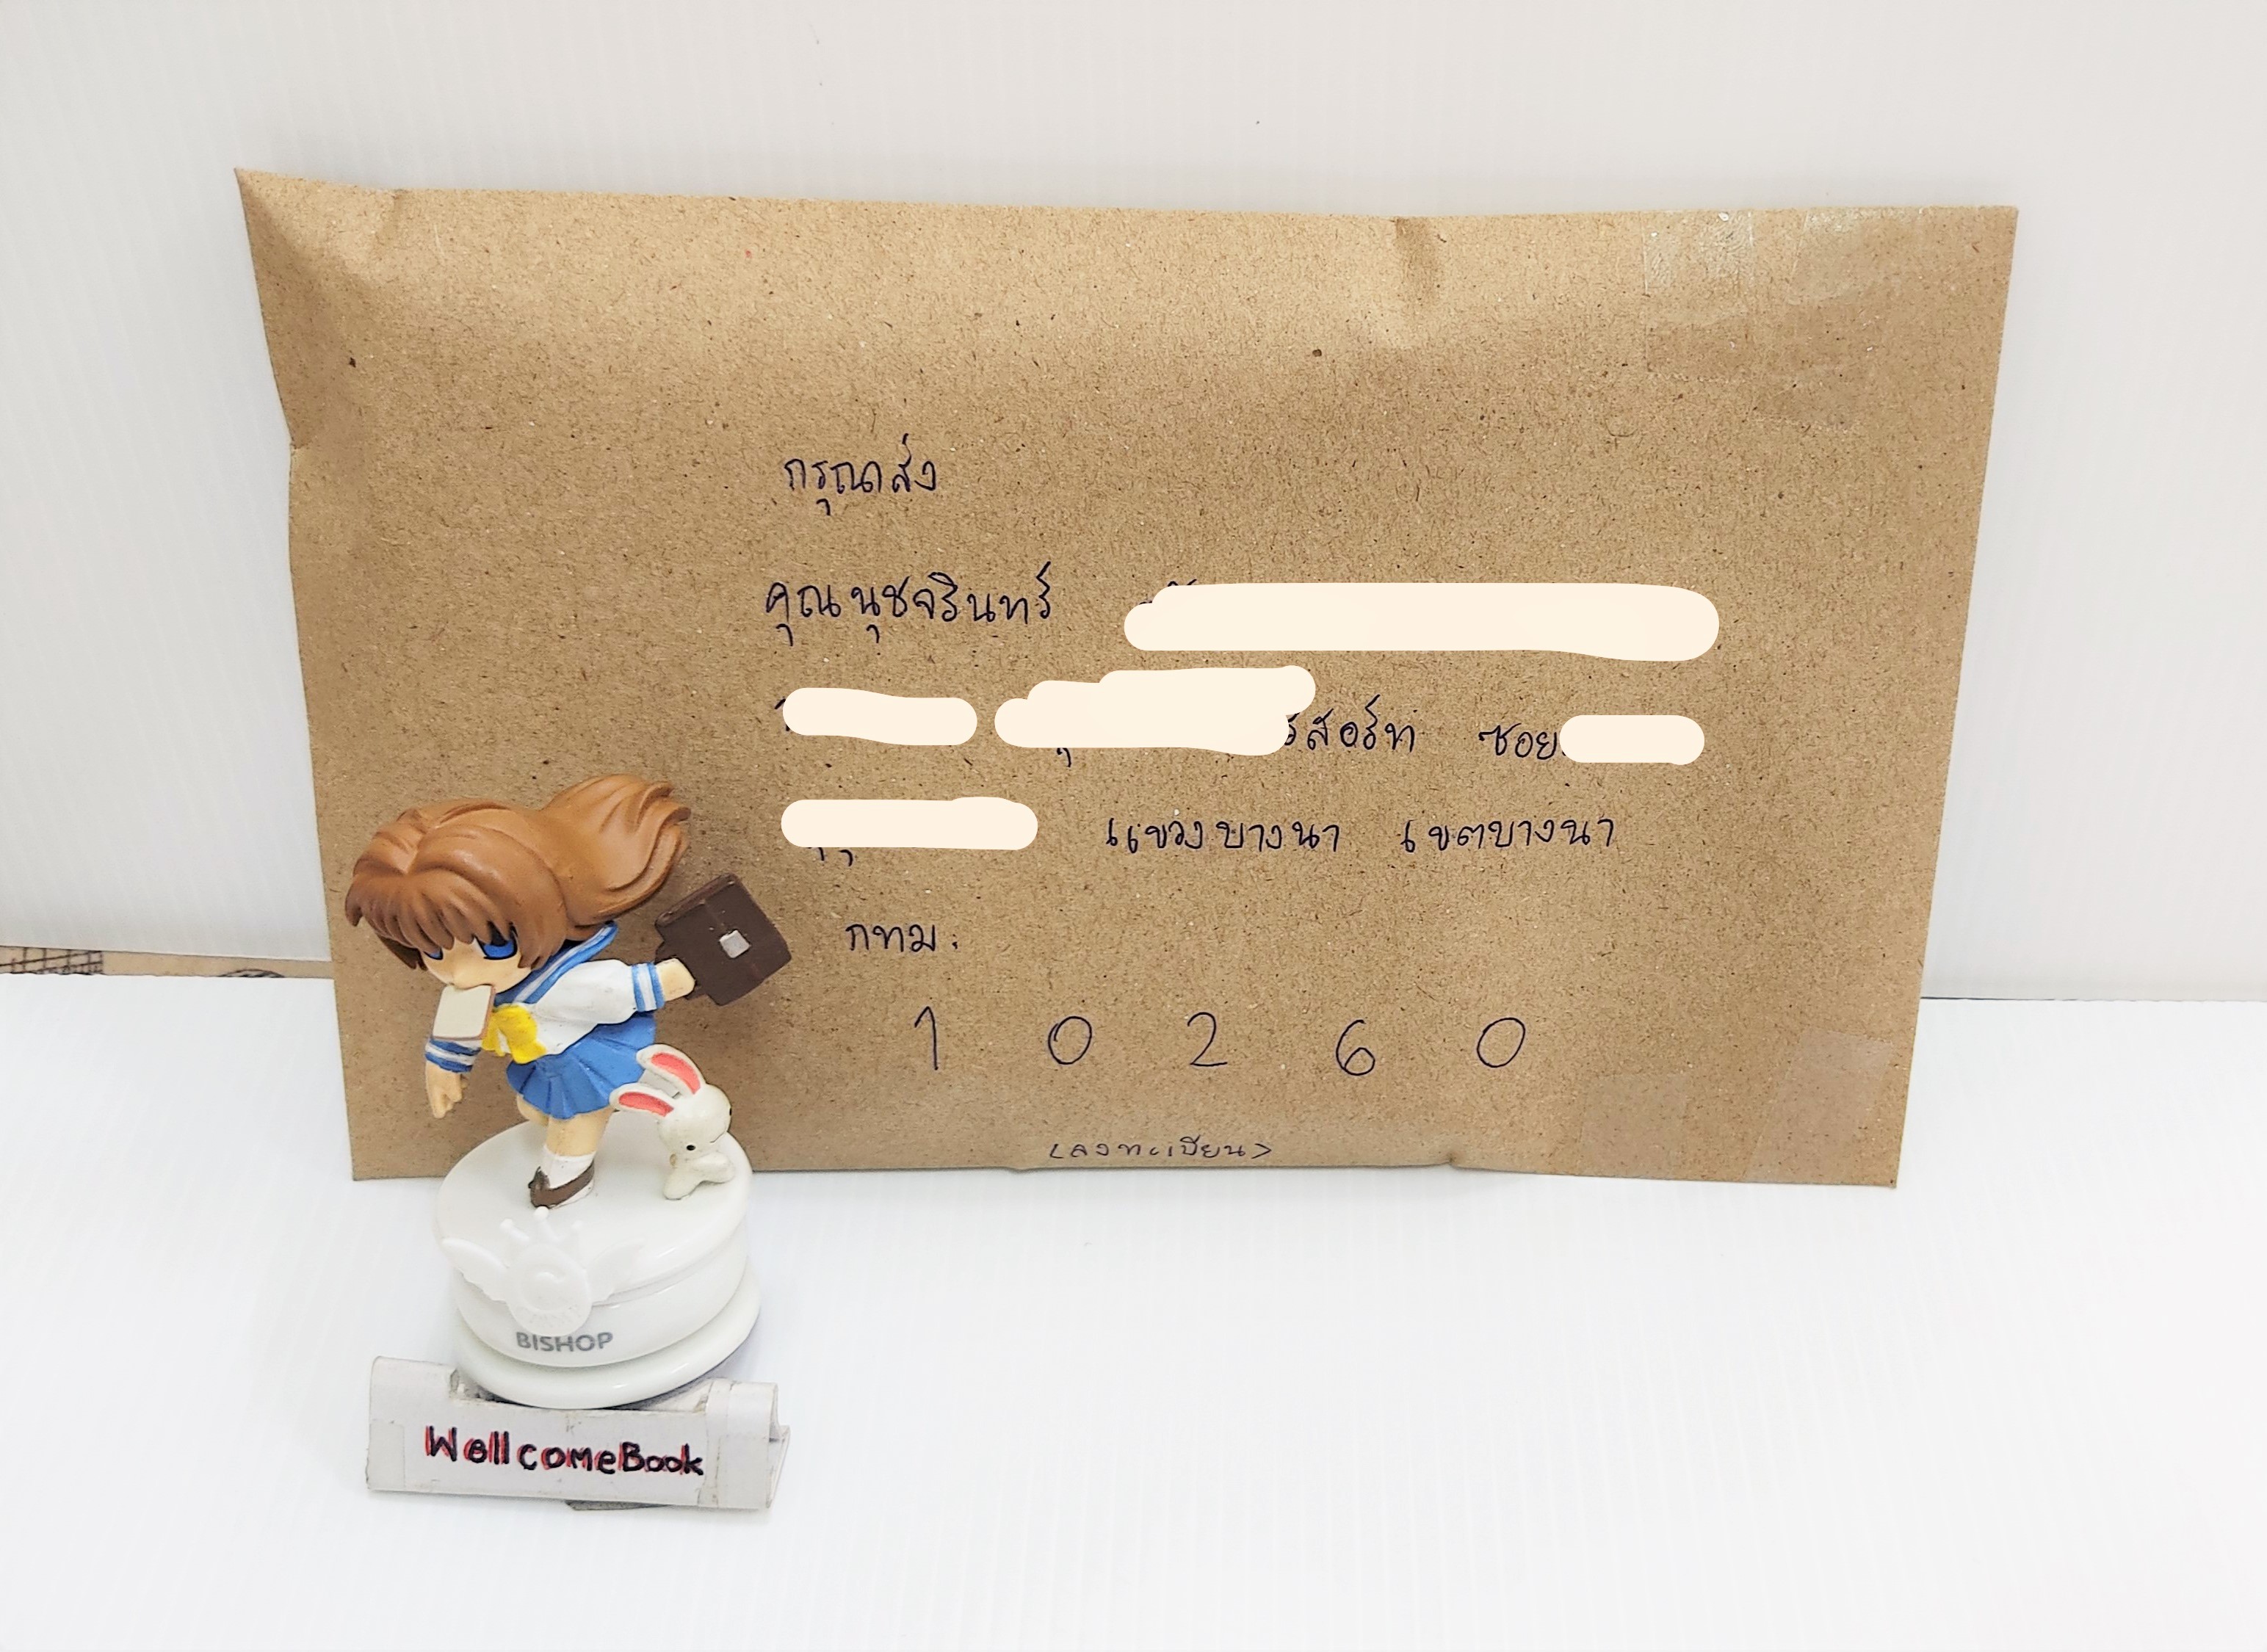 กรุณาส่ง
คุณนุชจรินทร์
รีสอร์ท ซอย
แขวงบางนา เขตบางนา
กทม.
1 0 2 6 0
<ลงทะเบียน>
BISHOP
WellcomeBook